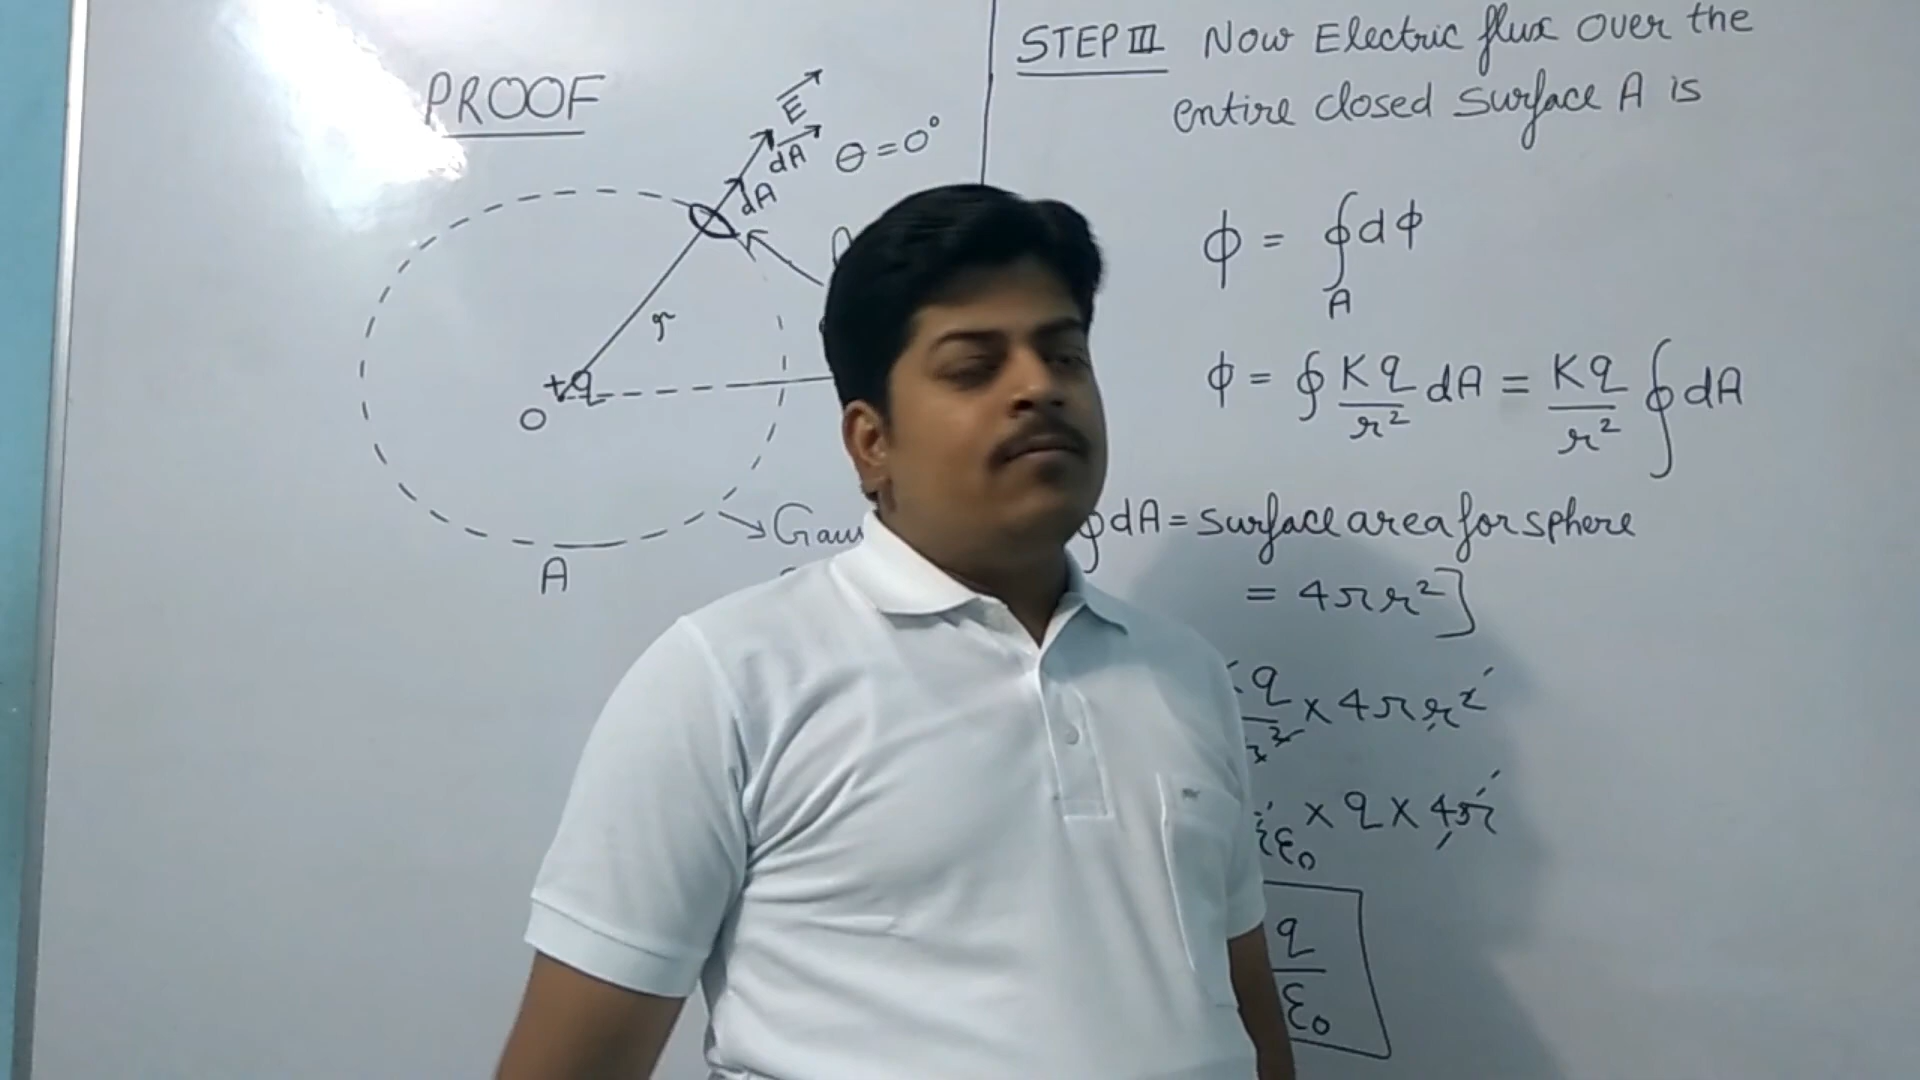 PROOF
E
dA
θ = 0°
dA
r
+q
O
A
STEP III Now Electric flux over the
entire closed surface A is
ϕ = ∮ dϕ
A
ϕ = ∮ Kq/r² dA = Kq/r² ∮ dA
∮ dA = surface area for sphere
= 4πr²]
q × 4πr²
ε₀ × q × 4π
q/ε₀